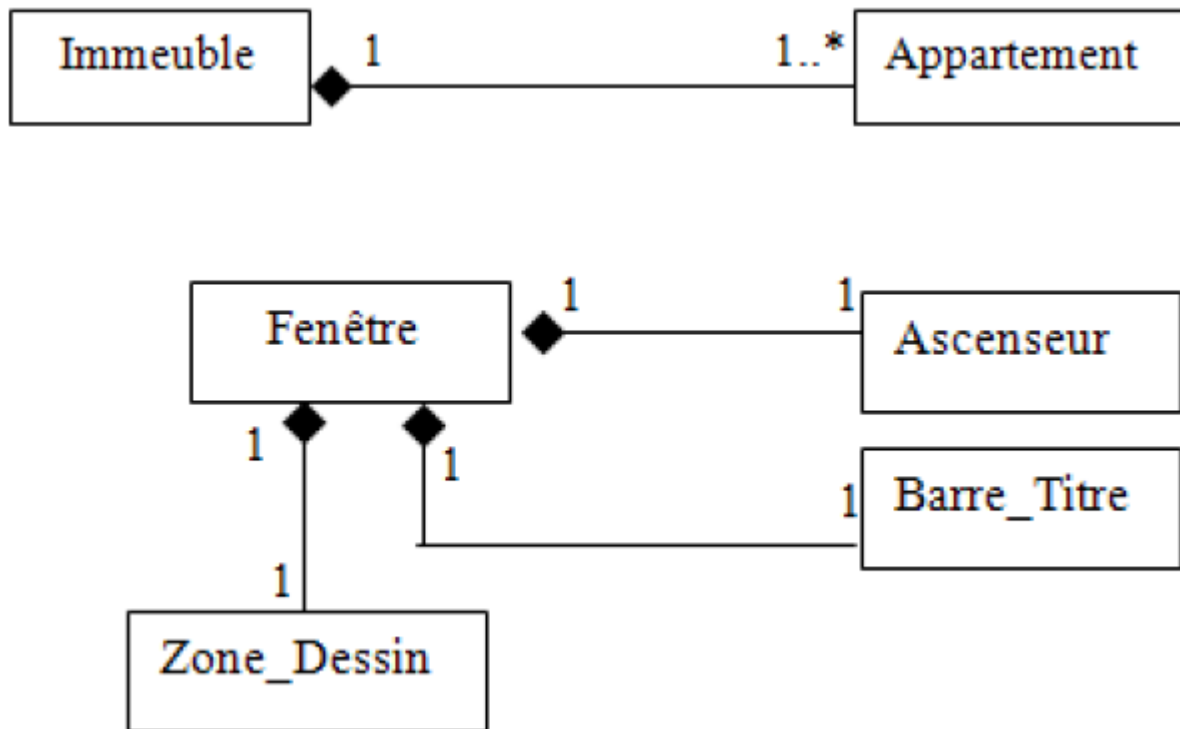 Immeuble
1
1..*
Appartement
Fenêtre
1
1
Ascenseur
1
1
1
Barre_Titre
1
Zone_Dessin